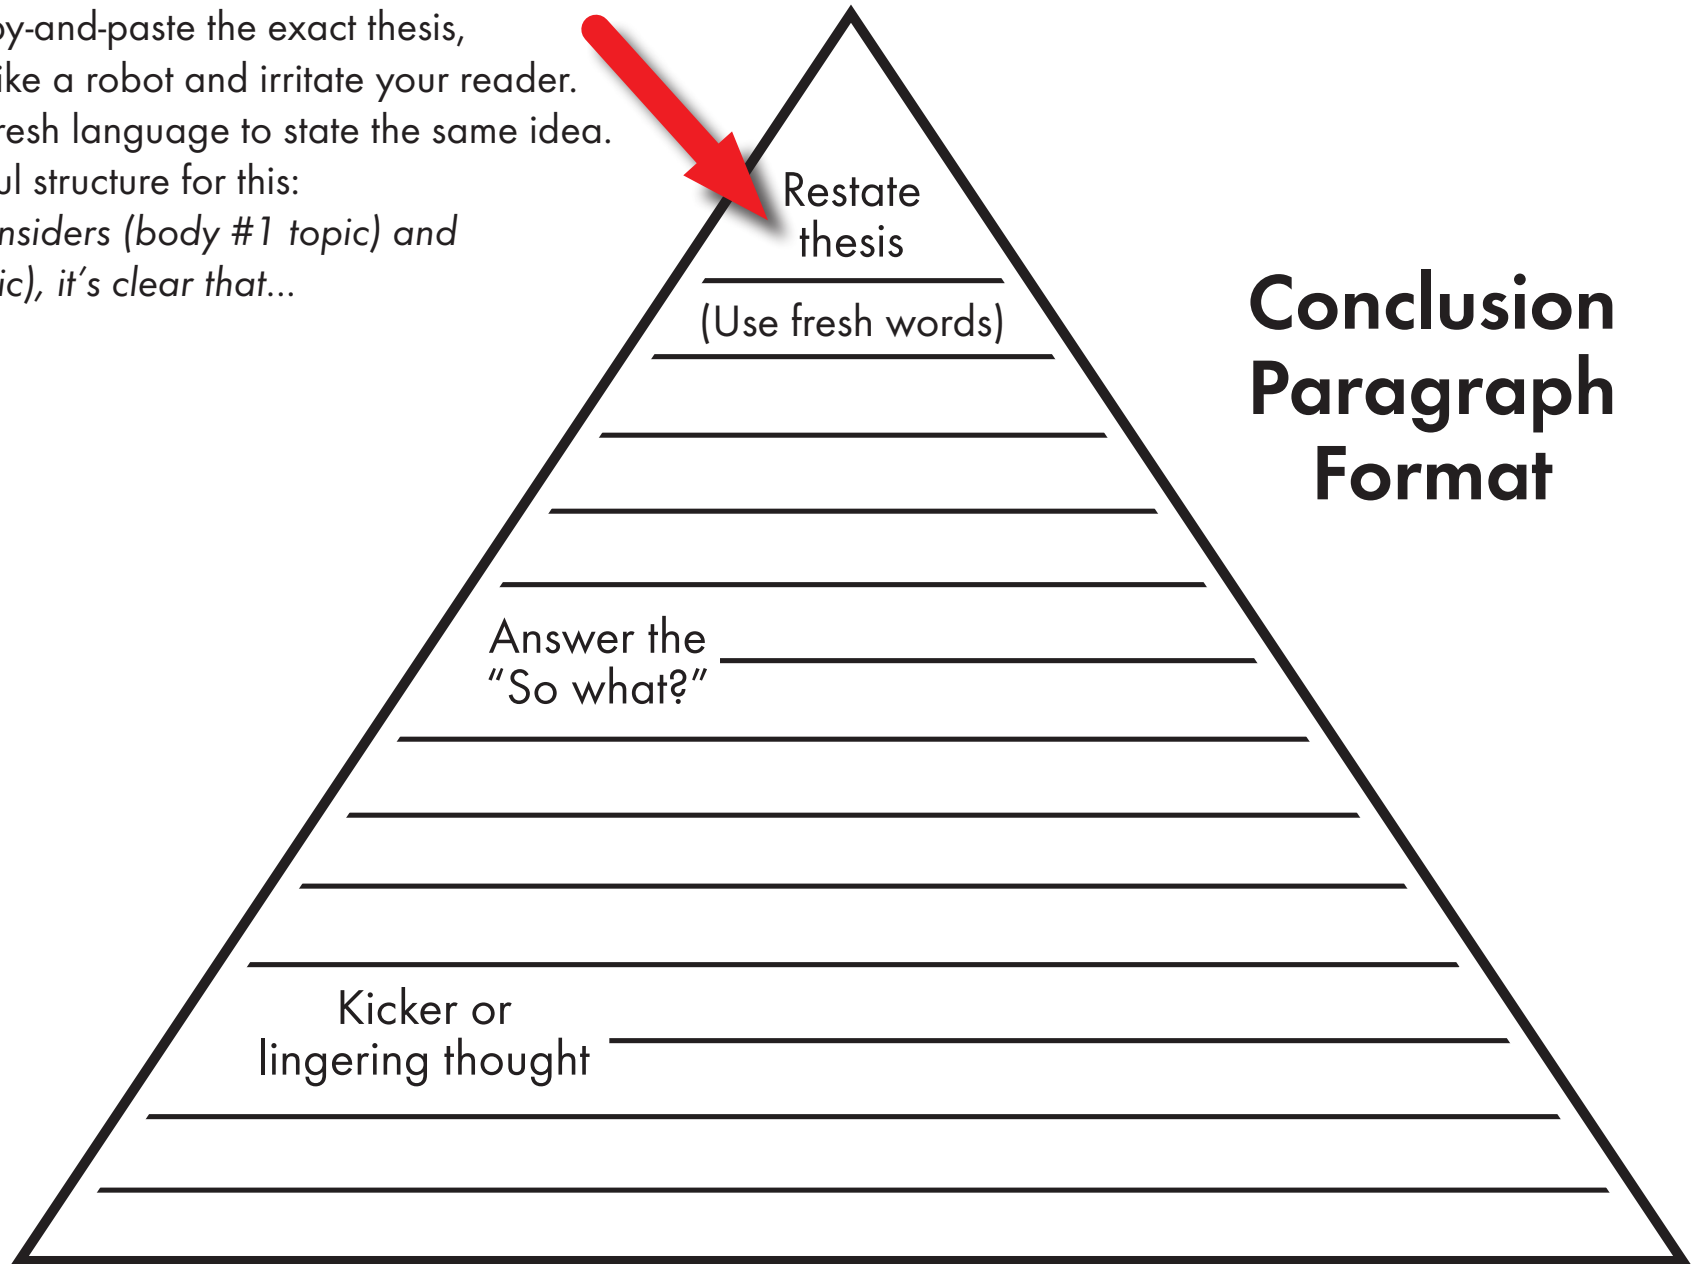 py-and-paste the exact thesis,
like a robot and irritate your reader.
resh language to state the same idea.
ul structure for this:
nsiders (body #1 topic) and
ic), it's clear that...
Restate
thesis
(Use fresh words)
Conclusion
Paragraph
Format
Answer the
"So what?"
Kicker or
lingering thought